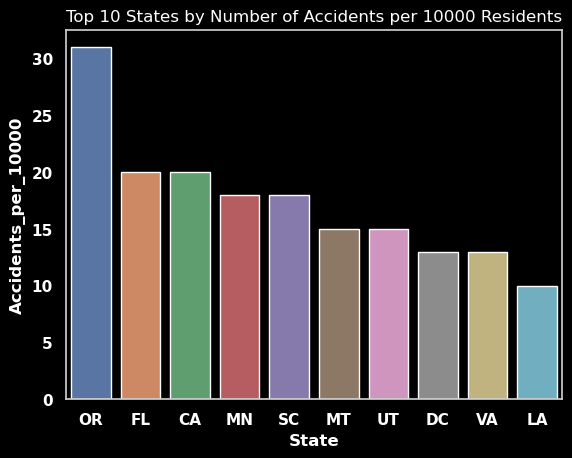 Top 10 States by Number of Accidents per 10000 Residents
Accidents_per_10000
30
25
20
15
10
5
0
OR FL CA MN SC MT UT DC VA LA
State